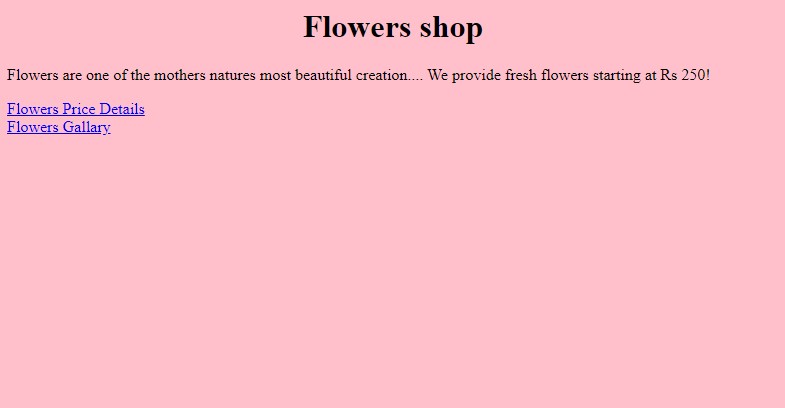 Flowers shop
Flowers are one of the mothers natures most beautiful creation.... We provide fresh flowers starting at Rs 250!
Flowers Price Details
Flowers Gallary